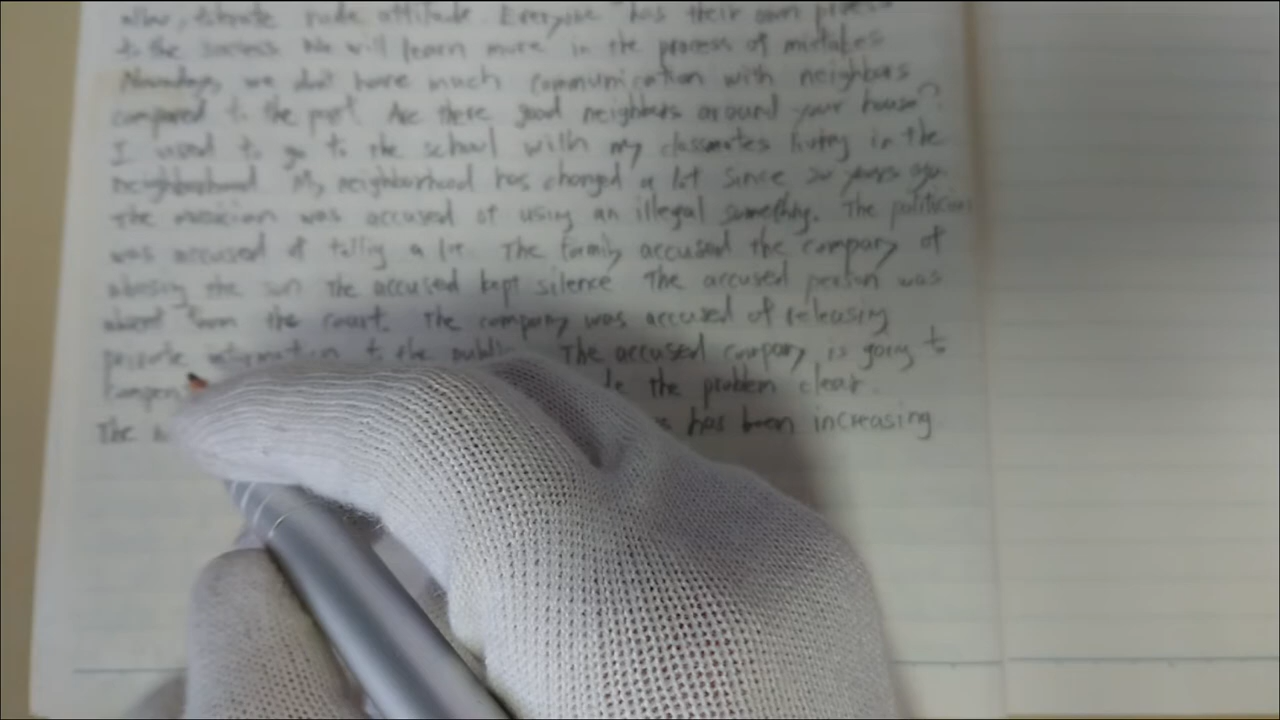 allow, tolerate rude attitude. Everyone has their own process
to the success. We will learn more in the process of mistakes
Nowadays, we don't have much communication with neighbors
compared to the past. Are there good neighbors around your house?
I used to go to the school with my classmates living in the
neighborhood. My neighborhood has changed a lot since 20 years ago.
The musician was accused of using an illegal something. The politician
was accused of telling a lie. The family accused the company of
the son. The accused kept silence. The accused person was
absent from the court. The company was accused of releasing
private information to the public. The accused company is going to
the problem clear.
The has been increasing